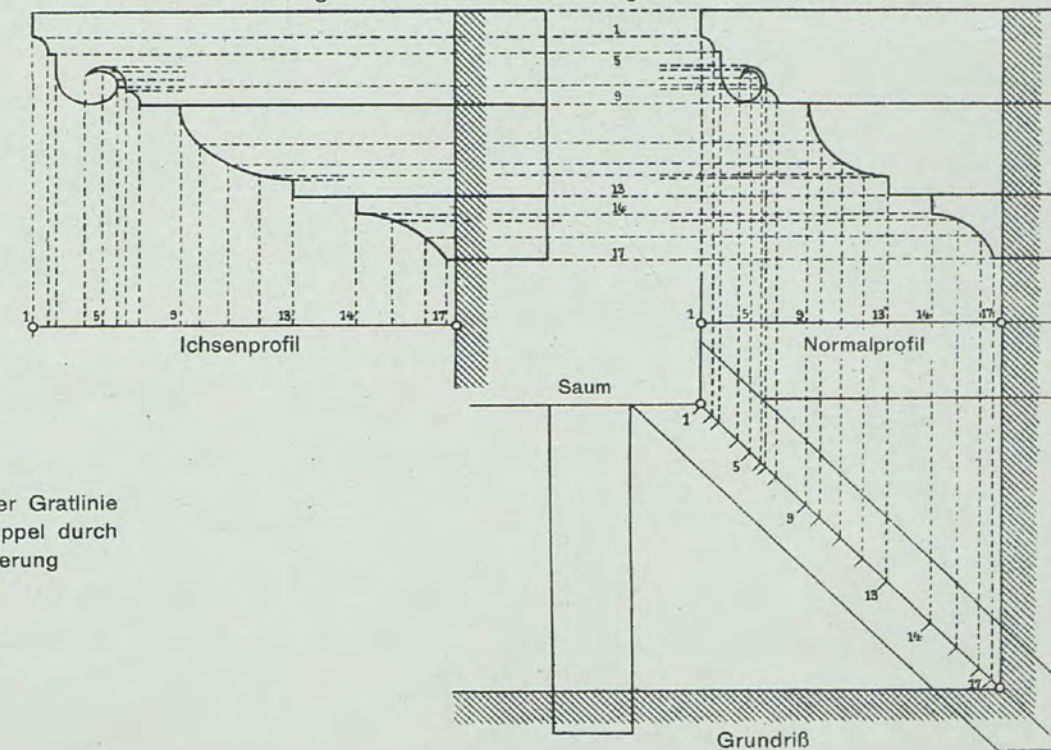 1
5
9
13
14
17
1 5 9 13 14 17
Ichsenprofil
1 5 9 13 14 17
Normalprofil
Saum
1
5
9
13
14
17
er Gratlinie
ppel durch
erung
Grundriß